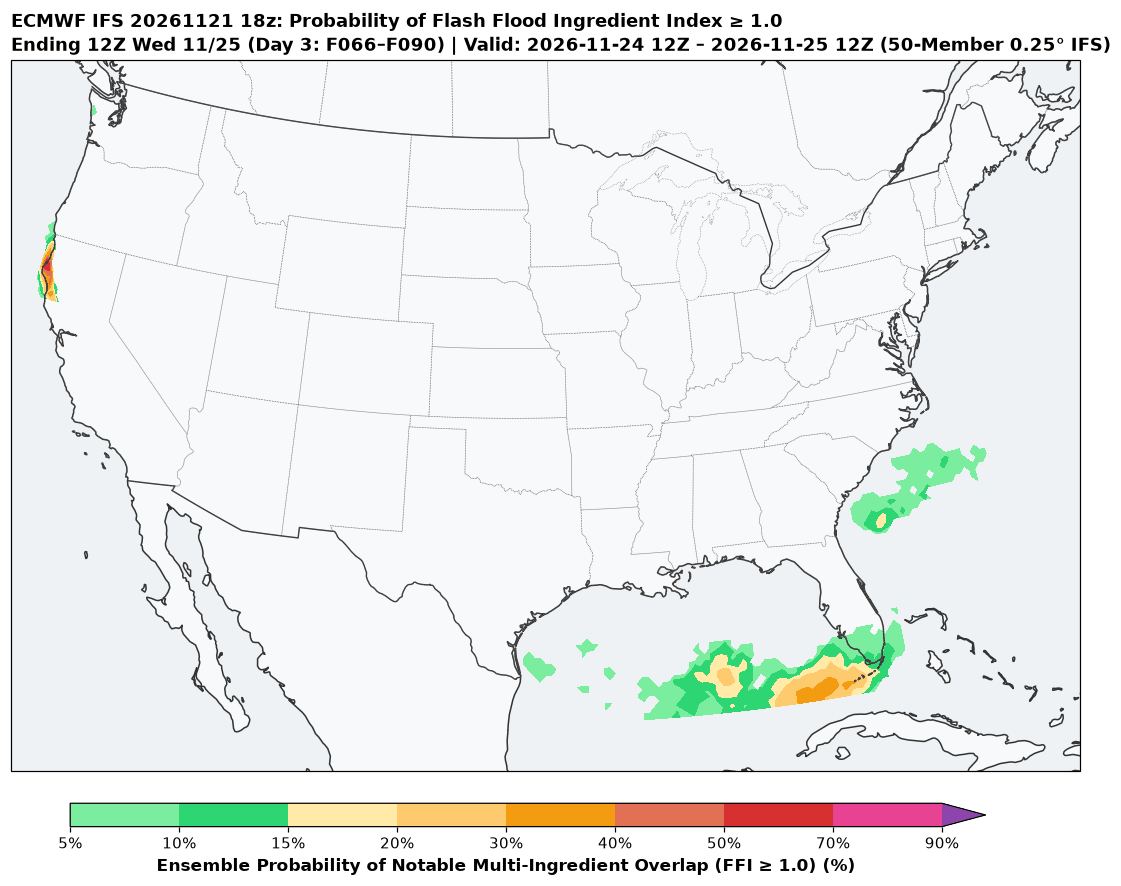 ECMWF IFS 20261121 18z: Probability of Flash Flood Ingredient Index ≥ 1.0
Ending 12Z Wed 11/25 (Day 3: F066–F090) | Valid: 2026-11-24 12Z – 2026-11-25 12Z (50-Member 0.25° IFS)
5% 10% 15% 20% 30% 40% 50% 70% 90%
Ensemble Probability of Notable Multi-Ingredient Overlap (FFI ≥ 1.0) (%)